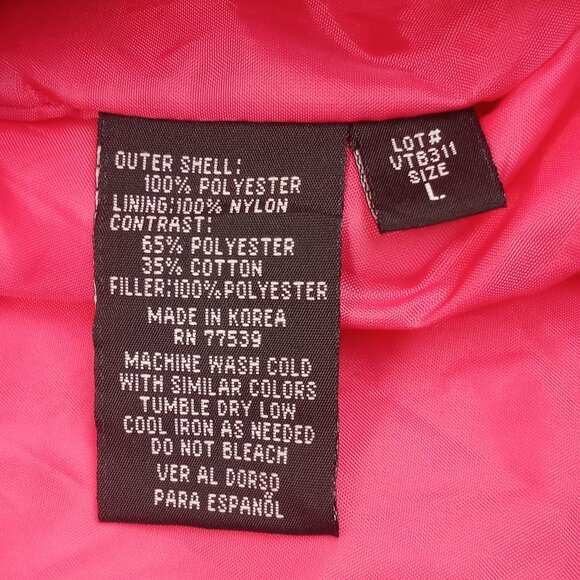 OUTER SHELL:
100% POLYESTER
LINING:100% NYLON
CONTRAST:
65% POLYESTER
35% COTTON
FILLER:100%POLYESTER
MADE IN KOREA
RN 77539
MACHINE WASH COLD
WITH SIMILAR COLORS
TUMBLE DRY LOW
COOL IRON AS NEEDED
DO NOT BLEACH
VER AL DORSO
PARA ESPAÑOL
LOT#
VTB311
SIZE
L